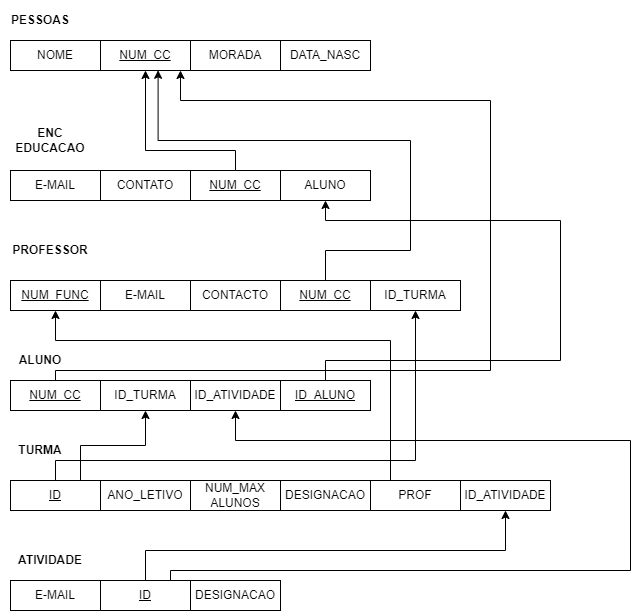 PESSOAS
NOME NUM_CC MORADA DATA_NASC
ENC
EDUCACAO
E-MAIL CONTATO NUM_CC ALUNO
PROFESSOR
NUM_FUNC E-MAIL CONTACTO NUM_CC ID_TURMA
ALUNO
NUM_CC ID_TURMA ID_ATIVIDADE ID_ALUNO
TURMA
ID ANO_LETIVO NUM_MAX ALUNOS DESIGNACAO PROF ID_ATIVIDADE
ATIVIDADE
E-MAIL ID DESIGNACAO